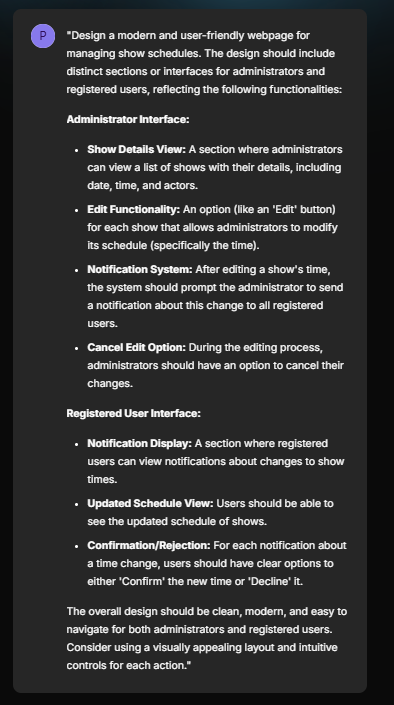 P
"Design a modern and user-friendly webpage for
managing show schedules. The design should include
distinct sections or interfaces for administrators and
registered users, reflecting the following functionalities:
Administrator Interface:
• Show Details View: A section where administrators
can view a list of shows with their details, including
date, time, and actors.
• Edit Functionality: An option (like an 'Edit' button)
for each show that allows administrators to modify
its schedule (specifically the time).
• Notification System: After editing a show's time,
the system should prompt the administrator to send
a notification about this change to all registered
users.
• Cancel Edit Option: During the editing process,
administrators should have an option to cancel their
changes.
Registered User Interface:
• Notification Display: A section where registered
users can view notifications about changes to show
times.
• Updated Schedule View: Users should be able to
see the updated schedule of shows.
• Confirmation/Rejection: For each notification about
a time change, users should have clear options to
either 'Confirm' the new time or 'Decline' it.
The overall design should be clean, modern, and easy to
navigate for both administrators and registered users.
Consider using a visually appealing layout and intuitive
controls for each action."